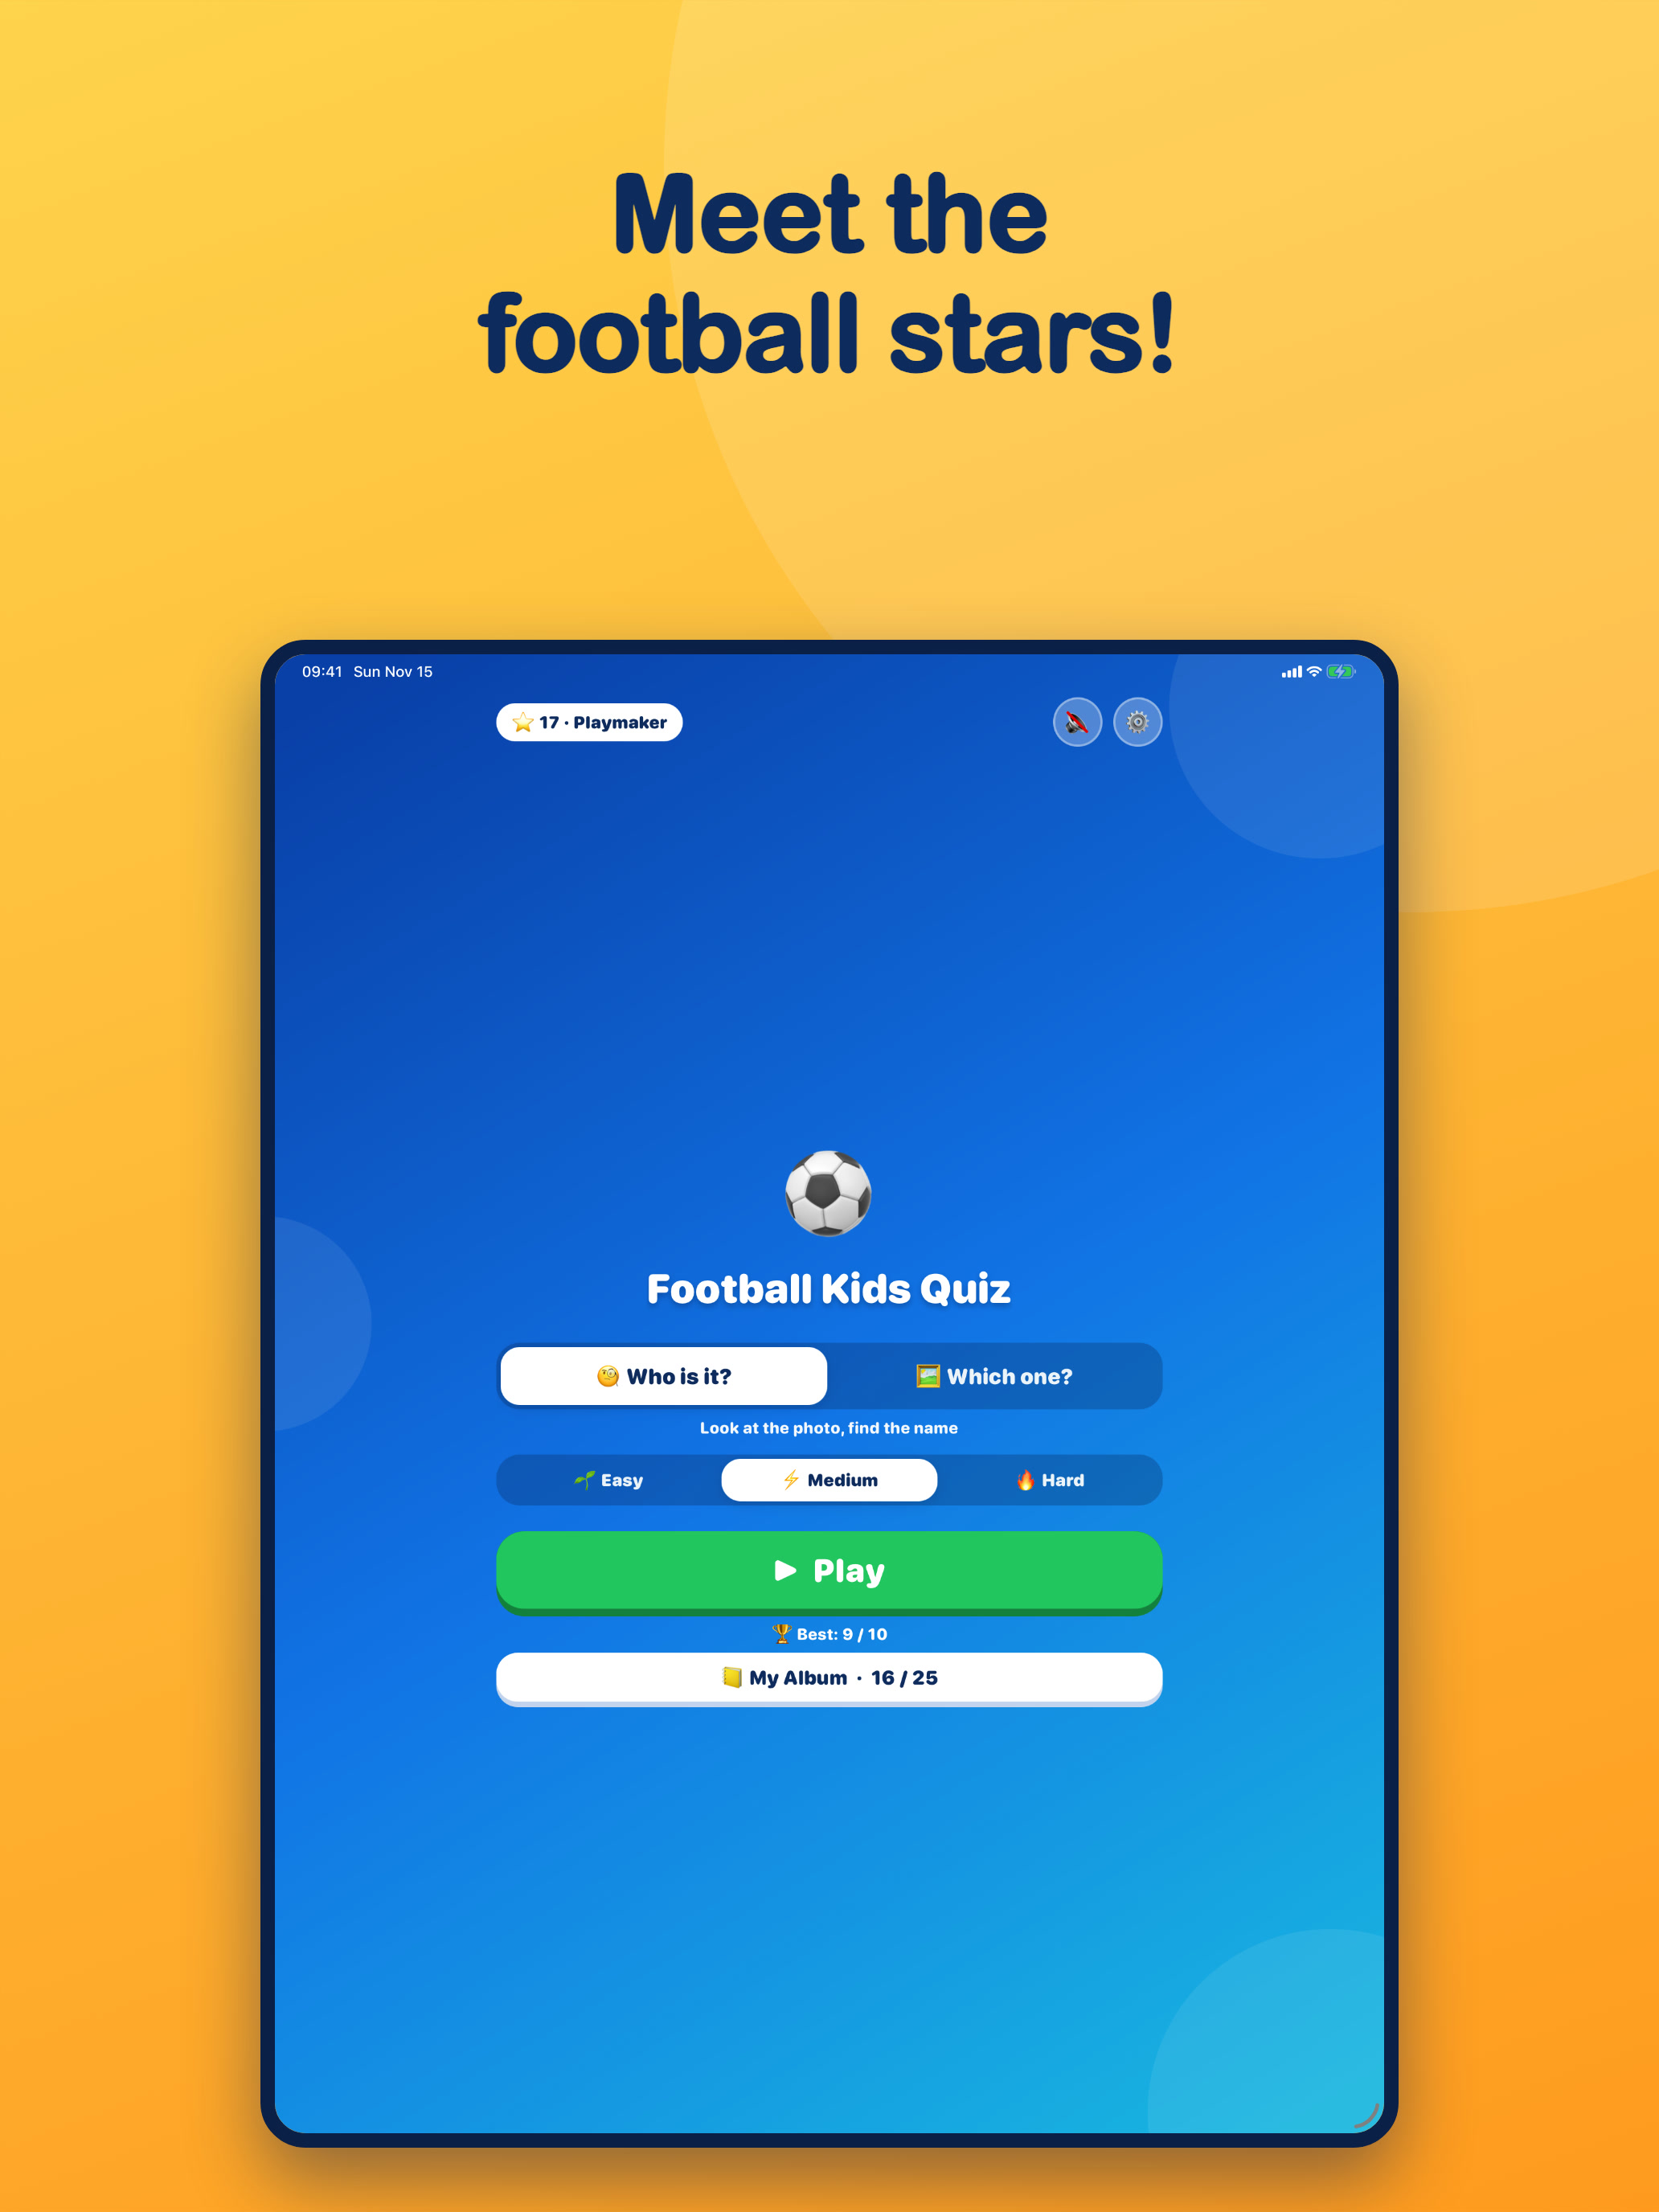 Meet the
football stars!
09:41 Sun Nov 15
17 · Playmaker
Football Kids Quiz
Who is it?
Which one?
Look at the photo, find the name
Easy
Medium
Hard
Play
Best: 9 / 10
My Album · 16 / 25